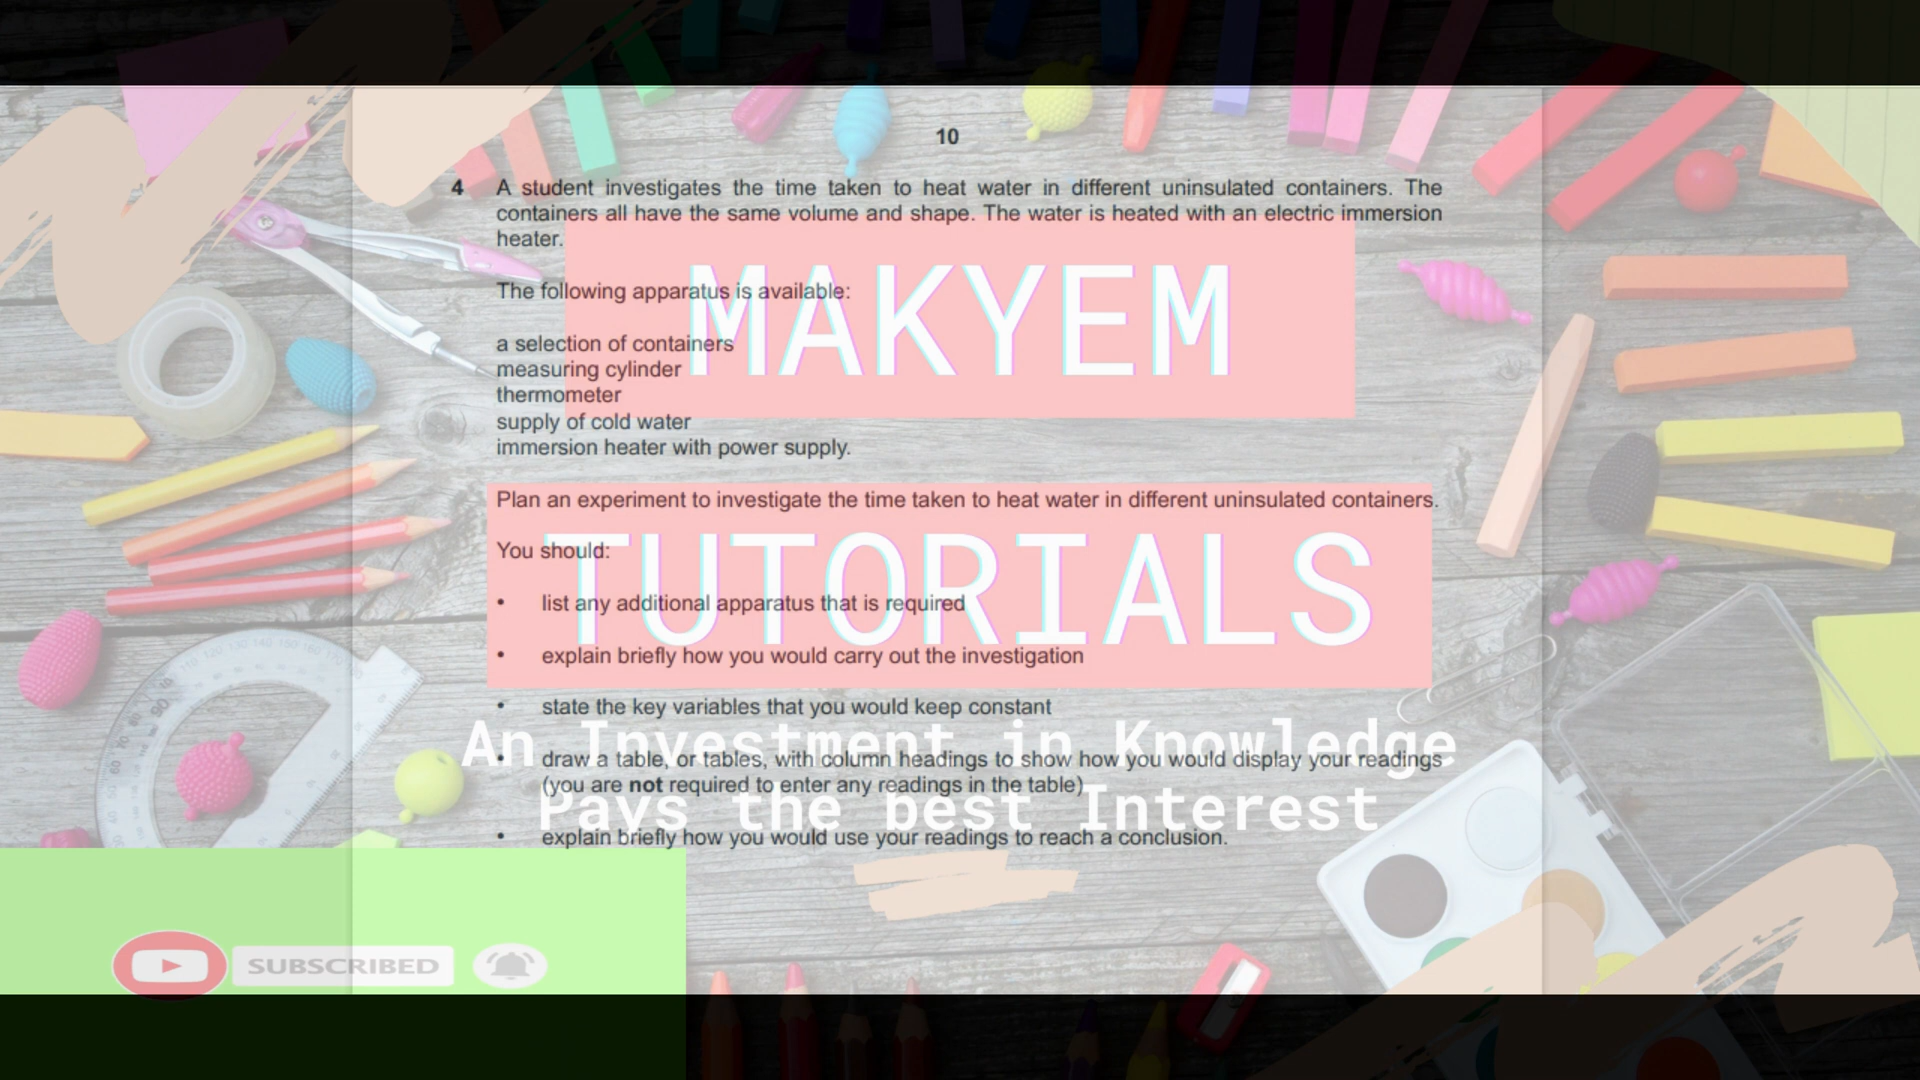 10
4 A student investigates the time taken to heat water in different uninsulated containers. The
containers all have the same volume and shape. The water is heated with an electric immersion
heater.
MAKYEM
The following apparatus is available:
a selection of containers
measuring cylinder
thermometer
supply of cold water
immersion heater with power supply.
Plan an experiment to investigate the time taken to heat water in different uninsulated containers.
You should:
TUTORIALS
• list any additional apparatus that is required
• explain briefly how you would carry out the investigation
• state the key variables that you would keep constant
An Investment in Knowledge
• draw a table, or tables, with column headings to show how you would display your readings
(you are not required to enter any readings in the table)
Pays the best Interest
• explain briefly how you would use your readings to reach a conclusion.
SUBSCRIBED